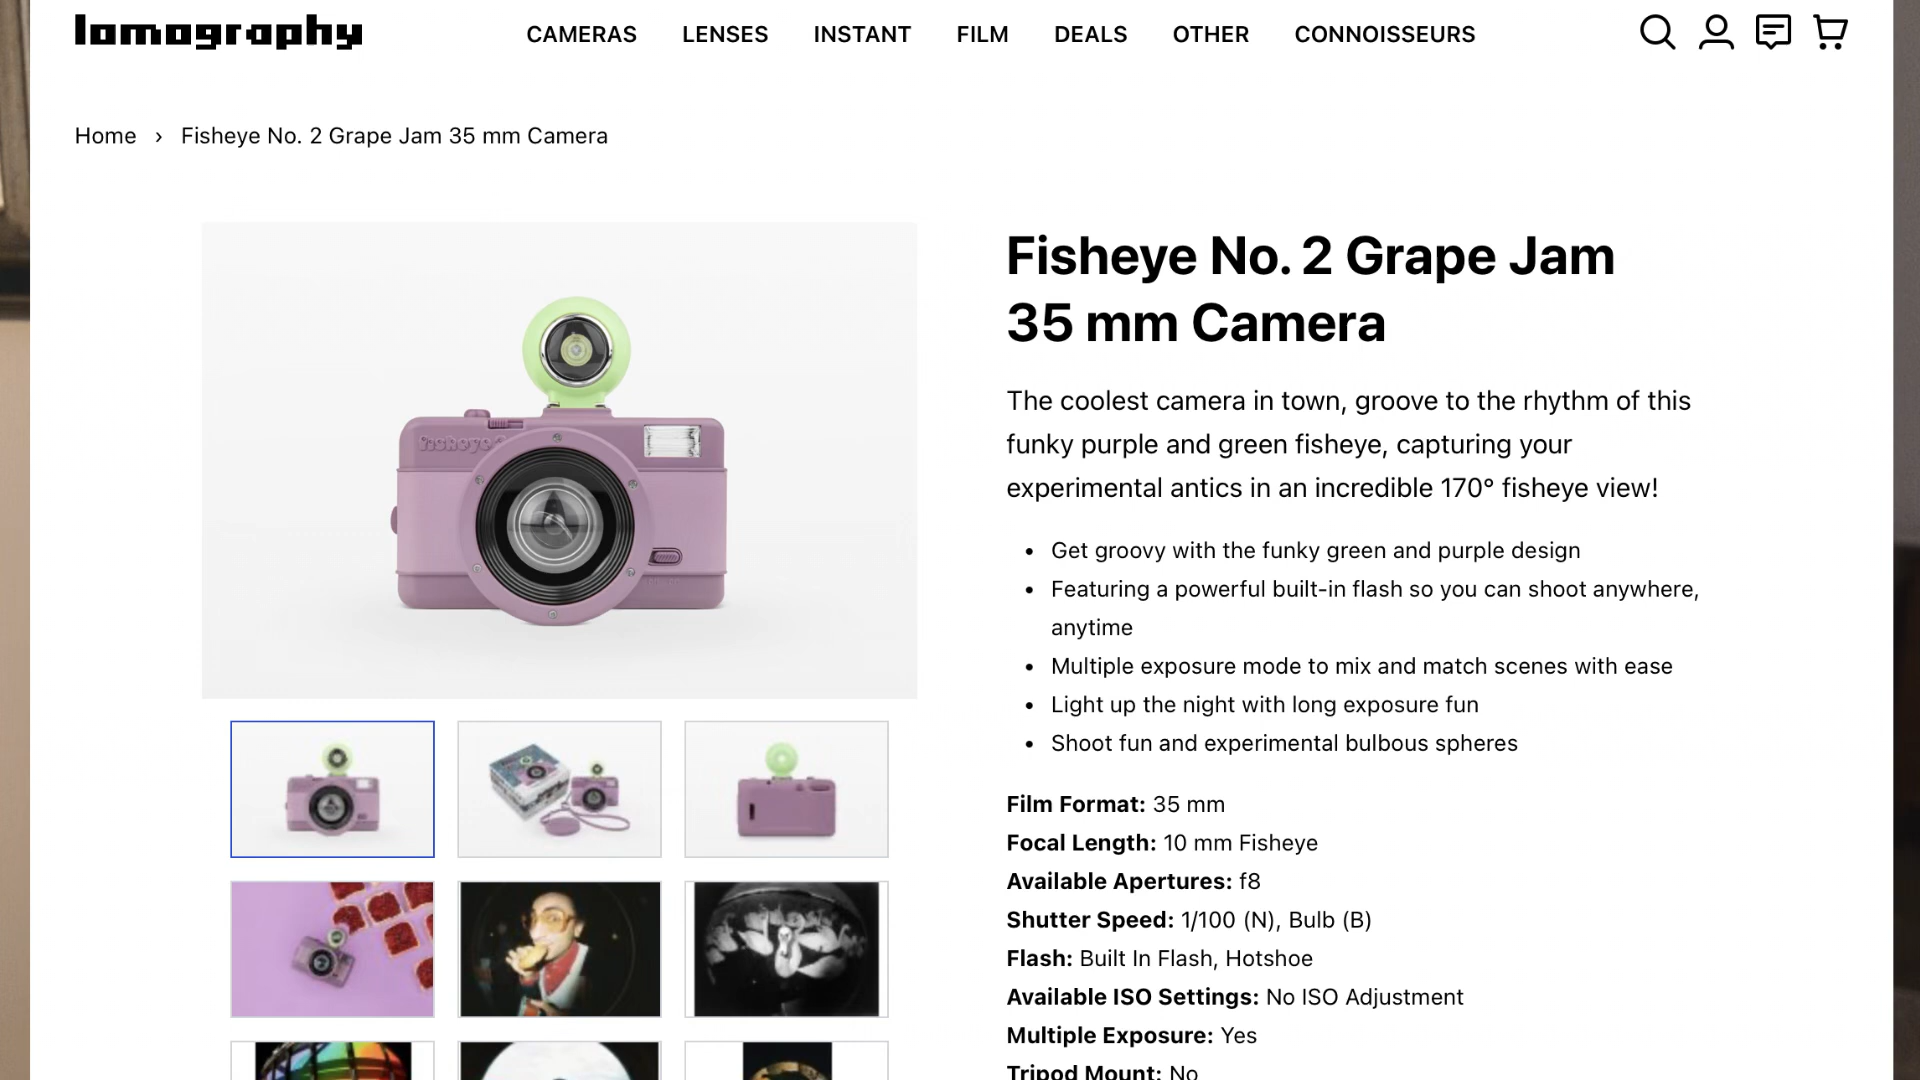 lomography
CAMERAS LENSES INSTANT FILM DEALS OTHER CONNOISSEURS
Home › Fisheye No. 2 Grape Jam 35 mm Camera
fisheye
Fisheye No. 2 Grape Jam
35 mm Camera
The coolest camera in town, groove to the rhythm of this
funky purple and green fisheye, capturing your
experimental antics in an incredible 170° fisheye view!
• Get groovy with the funky green and purple design
• Featuring a powerful built-in flash so you can shoot anywhere,
anytime
• Multiple exposure mode to mix and match scenes with ease
• Light up the night with long exposure fun
• Shoot fun and experimental bulbous spheres
Film Format: 35 mm
Focal Length: 10 mm Fisheye
Available Apertures: f8
Shutter Speed: 1/100 (N), Bulb (B)
Flash: Built In Flash, Hotshoe
Available ISO Settings: No ISO Adjustment
Multiple Exposure: Yes
Tripod Mount: No